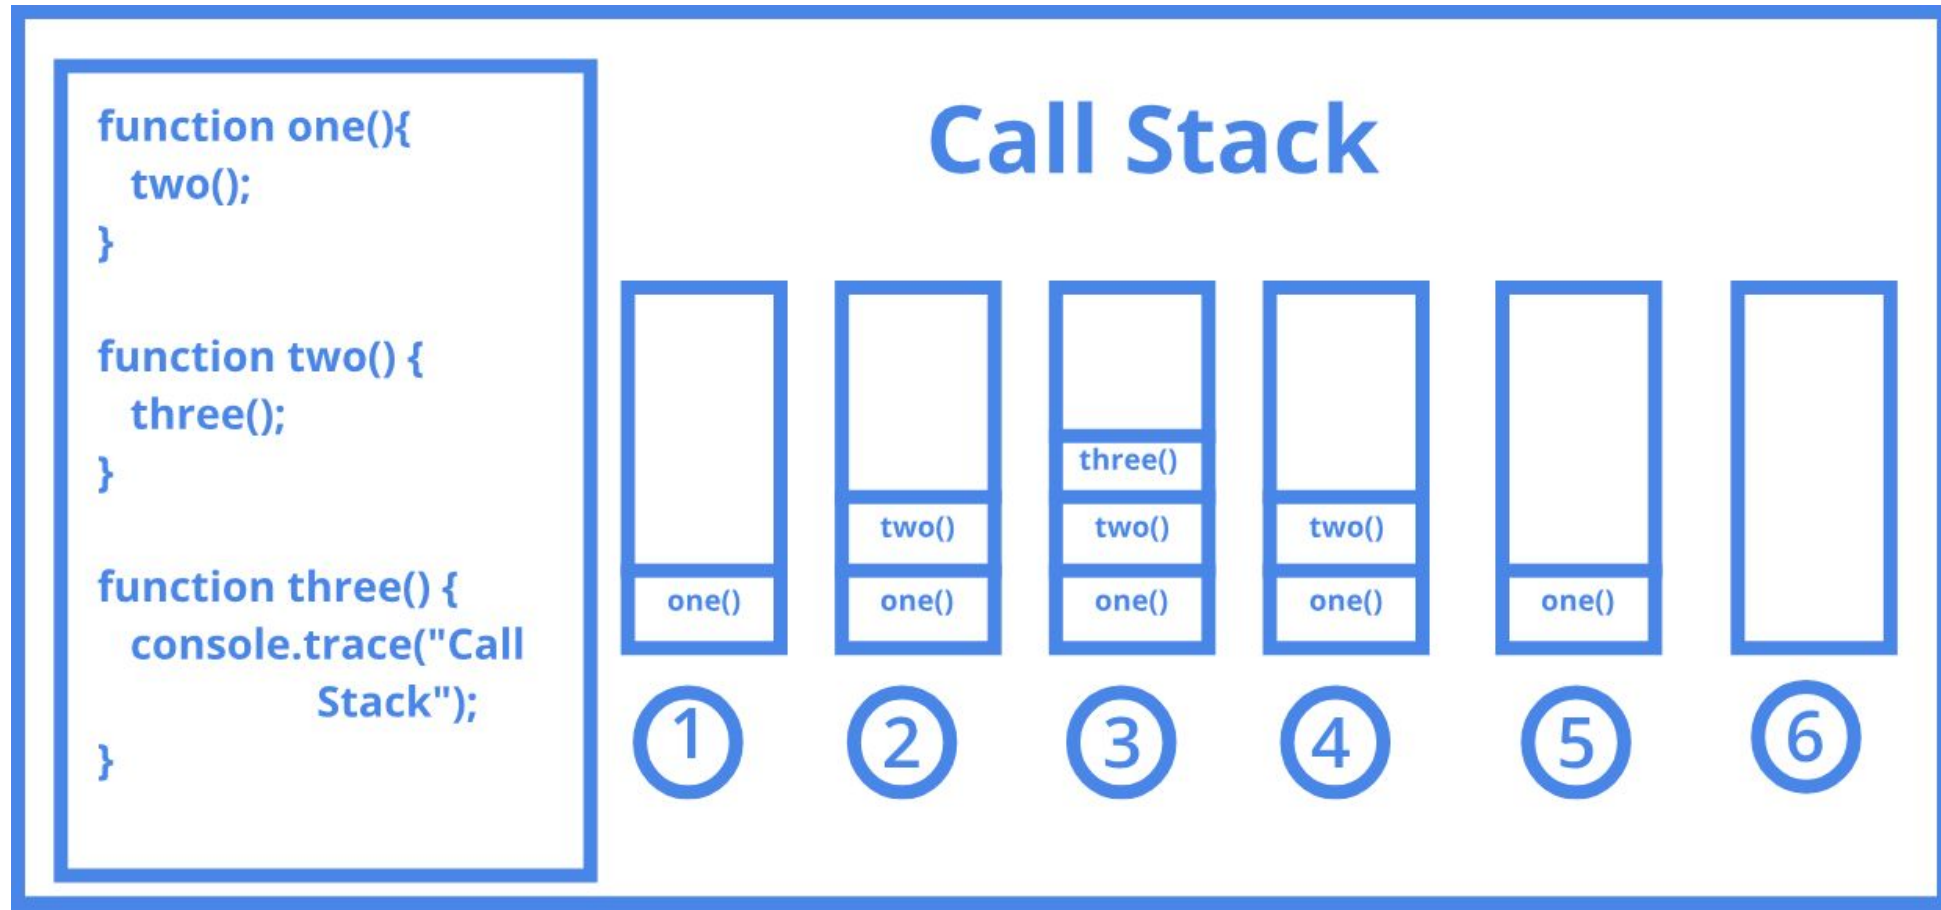 function one(){
two();
}
function two() {
three();
}
function three() {
console.trace("Call
Stack");
}
Call Stack
one()
two()
one()
three()
two()
one()
two()
one()
one()
1
2
3
4
5
6